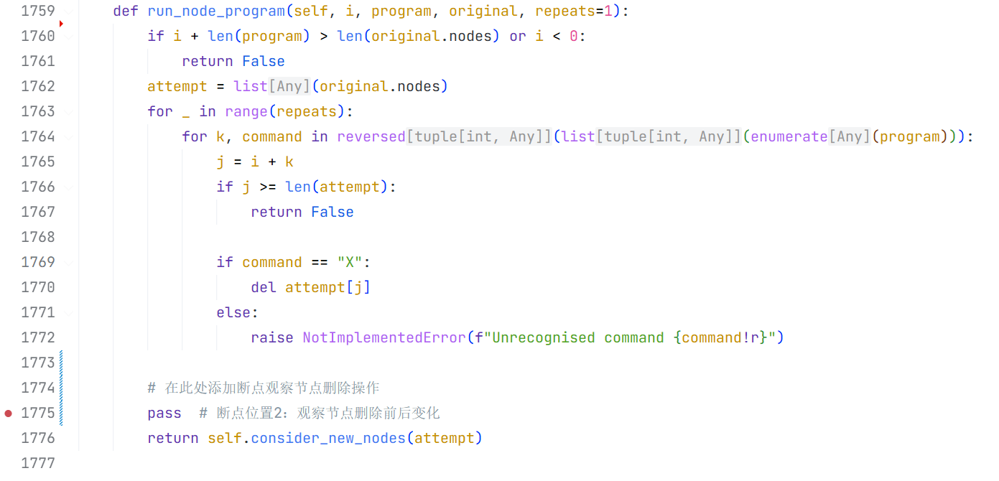 1759 def run_node_program(self, i, program, original, repeats=1):
1760 if i + len(program) > len(original.nodes) or i < 0:
1761 return False
1762 attempt = list[Any](original.nodes)
1763 for _ in range(repeats):
1764 for k, command in reversed[tuple[int, Any]](list[tuple[int, Any]](enumerate[Any](program))):
1765 j = i + k
1766 if j >= len(attempt):
1767 return False
1768
1769 if command == "X":
1770 del attempt[j]
1771 else:
1772 raise NotImplementedError(f"Unrecognised command {command!r}")
1773
1774 # 在此处添加断点观察节点删除操作
1775 pass  # 断点位置2：观察节点删除前后变化
1776 return self.consider_new_nodes(attempt)
1777